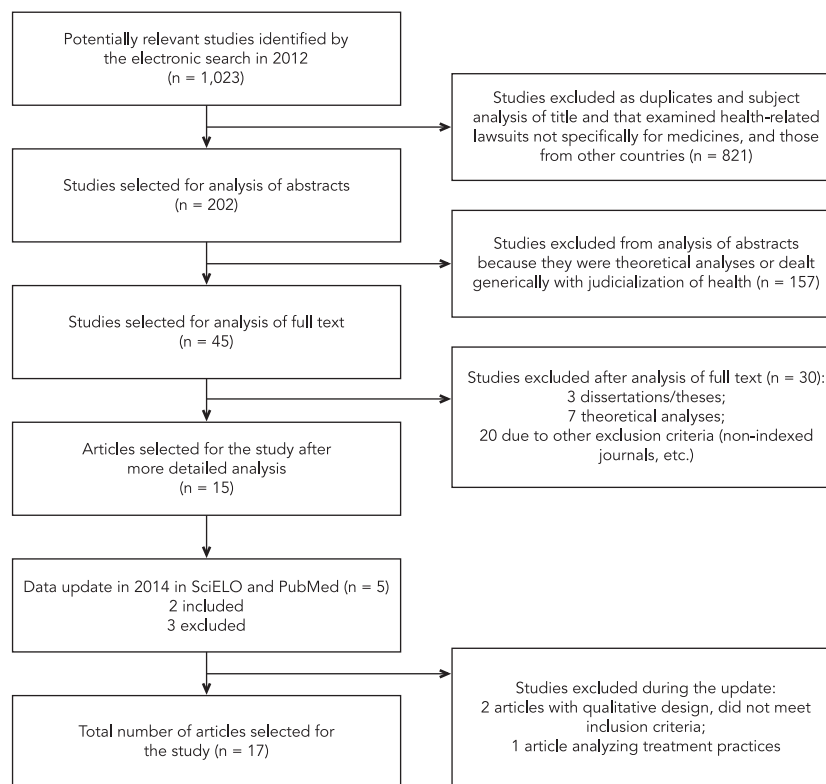 Potentially relevant studies identified by
the electronic search in 2012
(n = 1,023)
Studies excluded as duplicates and subject
analysis of title and that examined health-related
lawsuits not specifically for medicines, and those
from other countries (n = 821)
Studies selected for analysis of abstracts
(n = 202)
Studies excluded from analysis of abstracts
because they were theoretical analyses or dealt
generically with judicialization of health (n = 157)
Studies selected for analysis of full text
(n = 45)
Studies excluded after analysis of full text (n = 30):
3 dissertations/theses;
7 theoretical analyses;
20 due to other exclusion criteria (non-indexed
journals, etc.)
Articles selected for the study after
more detailed analysis
(n = 15)
Data update in 2014 in SciELO and PubMed (n = 5)
2 included
3 excluded
Studies excluded during the update:
2 articles with qualitative design, did not meet
inclusion criteria;
1 article analyzing treatment practices
Total number of articles selected for
the study (n = 17)